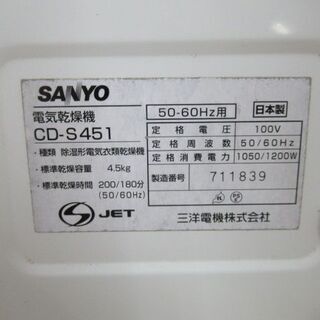 SANYO
電気乾燥機
CD-S451
・種類 除湿形電気衣類乾燥機
・標準乾燥容量 4.5kg
・標準乾燥時間 200/180分
(50/60Hz)
JET
50-60Hz用
日本製
定格電圧 100V
定格周波数 50/60Hz
定格消費電力 1050/1200W
製造番号 711839
三洋電機株式会社